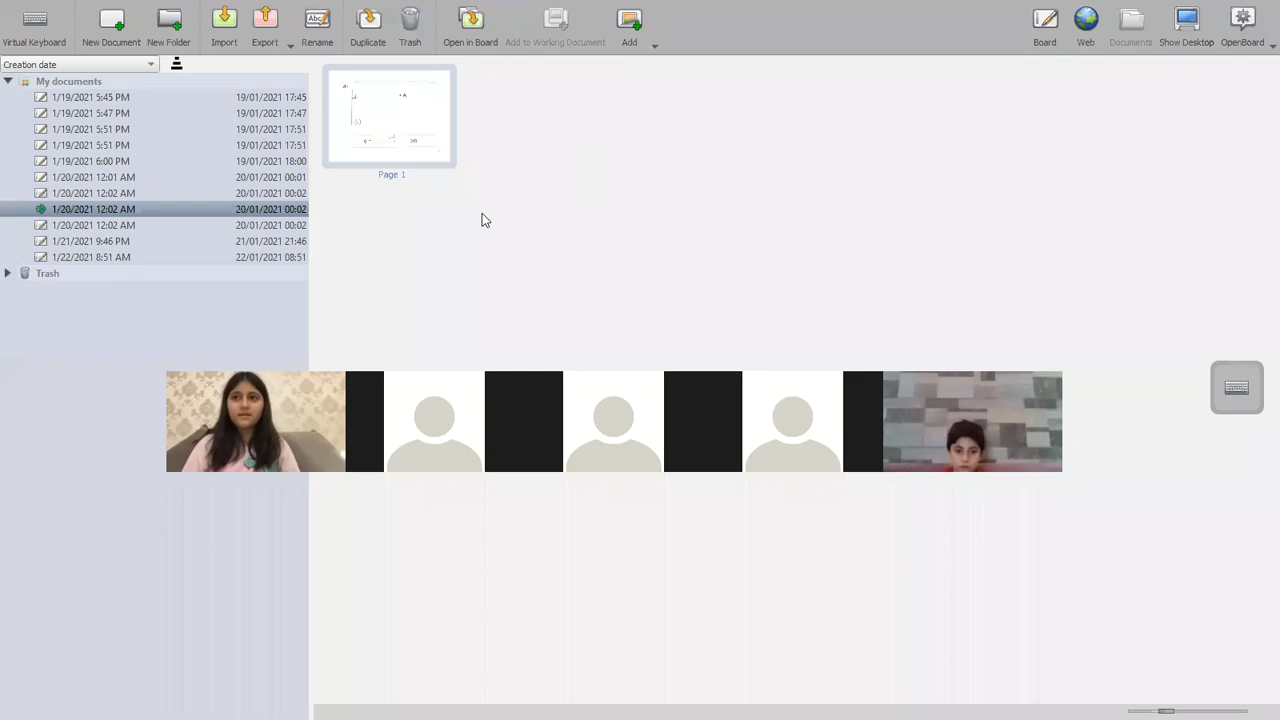 Virtual Keyboard New Document New Folder Import Export Rename Duplicate Trash Open in Board Add to Working Document Add Board Web Documents Show Desktop OpenBoard
Creation date
My documents
1/19/2021 5:45 PM 19/01/2021 17:45
1/19/2021 5:47 PM 19/01/2021 17:47
1/19/2021 5:51 PM 19/01/2021 17:51
1/19/2021 5:51 PM 19/01/2021 17:51
1/19/2021 6:00 PM 19/01/2021 18:00
1/20/2021 12:01 AM 20/01/2021 00:01
1/20/2021 12:02 AM 20/01/2021 00:02
1/20/2021 12:02 AM 20/01/2021 00:02
1/20/2021 12:02 AM 20/01/2021 00:02
1/21/2021 9:46 PM 21/01/2021 21:46
1/22/2021 8:51 AM 22/01/2021 08:51
Trash
Page 1